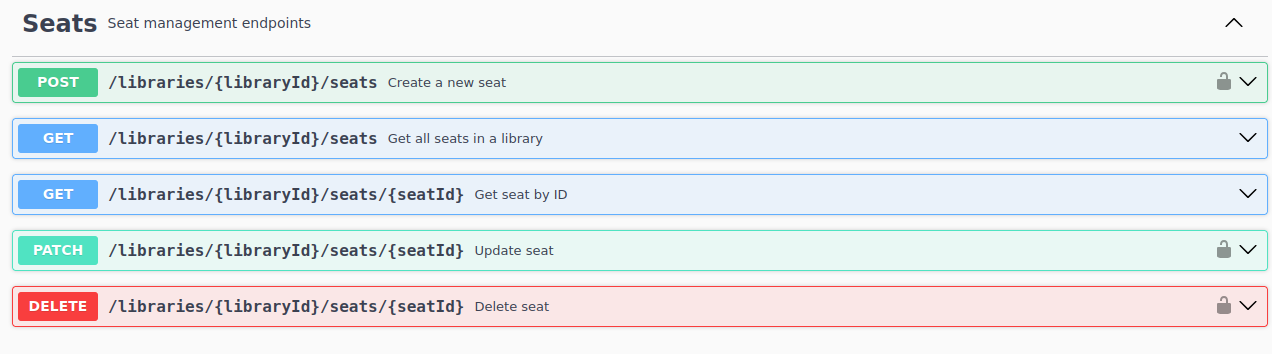 Seats Seat management endpoints
POST /libraries/{libraryId}/seats Create a new seat
GET /libraries/{libraryId}/seats Get all seats in a library
GET /libraries/{libraryId}/seats/{seatId} Get seat by ID
PATCH /libraries/{libraryId}/seats/{seatId} Update seat
DELETE /libraries/{libraryId}/seats/{seatId} Delete seat